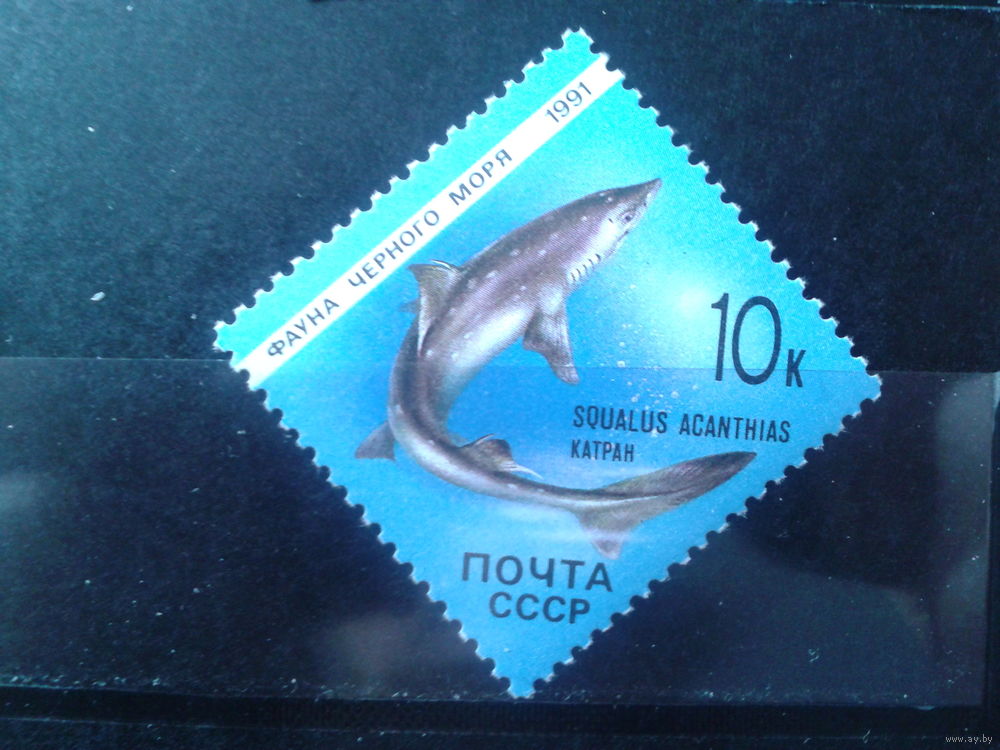 ФАУНА ЧЕРНОГО МОРЯ 1991
10К
SQUALUS ACANTHIAS
КАТРАН
ПОЧТА
СССР
www.ay.by